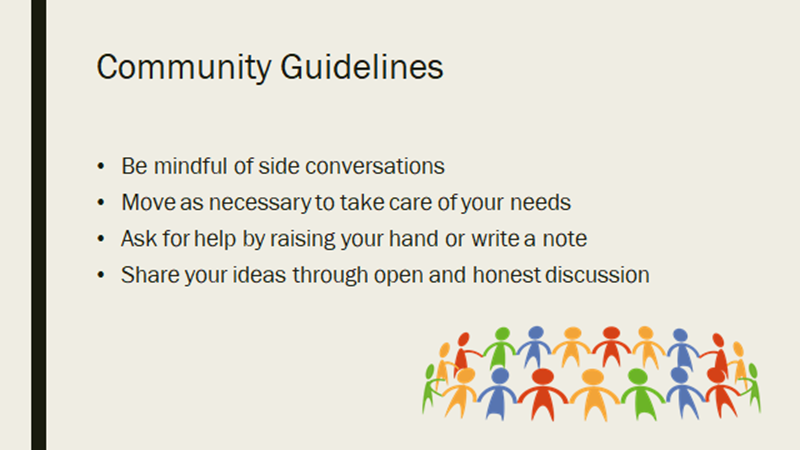 Community Guidelines
• Be mindful of side conversations
• Move as necessary to take care of your needs
• Ask for help by raising your hand or write a note
• Share your ideas through open and honest discussion